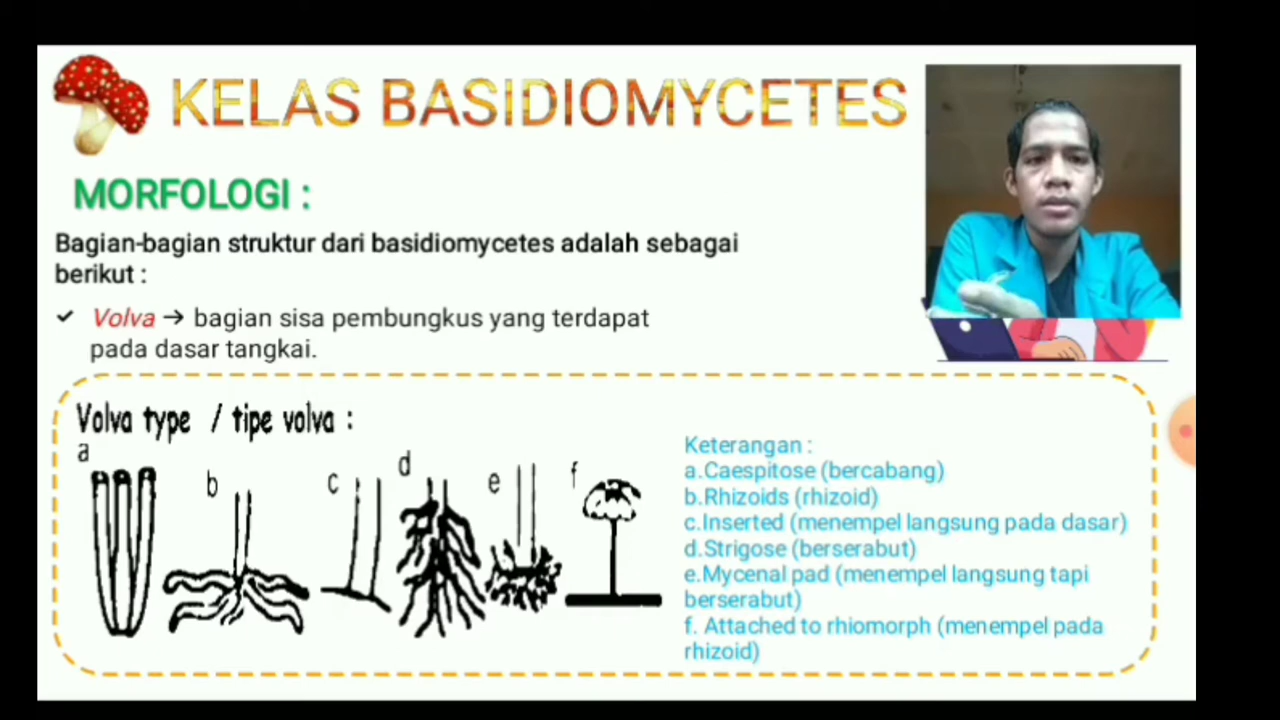 KELAS BASIDIOMYCETES
MORFOLOGI :
Bagian-bagian struktur dari basidiomycetes adalah sebagai
berikut :
Volva → bagian sisa pembungkus yang terdapat
pada dasar tangkai.
Volva type / tipe volva :
a
b
c
d
e
f
Keterangan :
a.Caespitose (bercabang)
b.Rhizoids (rhizoid)
c.Inserted (menempel langsung pada dasar)
d.Strigose (berserabut)
e.Mycenal pad (menempel langsung tapi
berserabut)
f. Attached to rhiomorph (menempel pada
rhizoid)